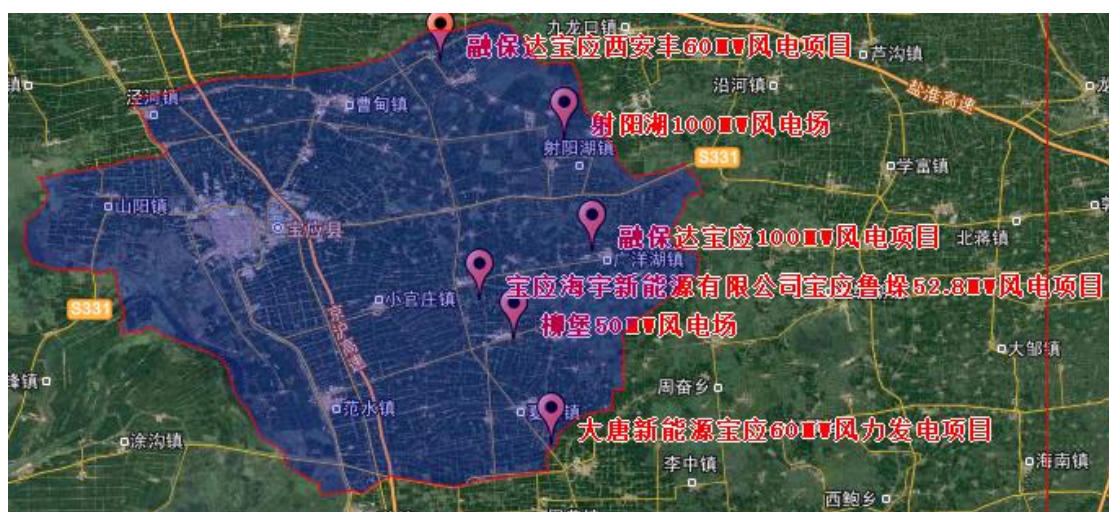 九龙口镇
融保达宝应西安丰60MW风电项目
芦沟镇
镇
沿河镇
盐淮高速
泾河镇
曹甸镇
射阳湖100MW风电场
射阳湖镇
S331
学富镇
山阳镇
宝应县
融保达宝应100MW风电项目
北蒋镇
广洋湖镇
宝应海宇新能源有限公司宝应鲁垛52.8MW风电项目
小官庄镇
S331
柳堡50MW风电场
京沪高速
大邹镇
周奋乡
范水镇
镇
大唐新能源宝应60MW风力发电项目
涂沟镇
李中镇
海南镇
西鲍乡